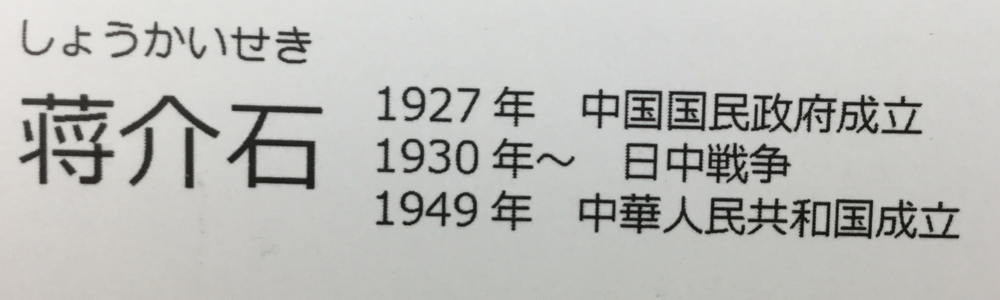 しょうかいせき
蒋介石
1927年　中国国民政府成立
1930年～　日中戦争
1949年　中華人民共和国成立